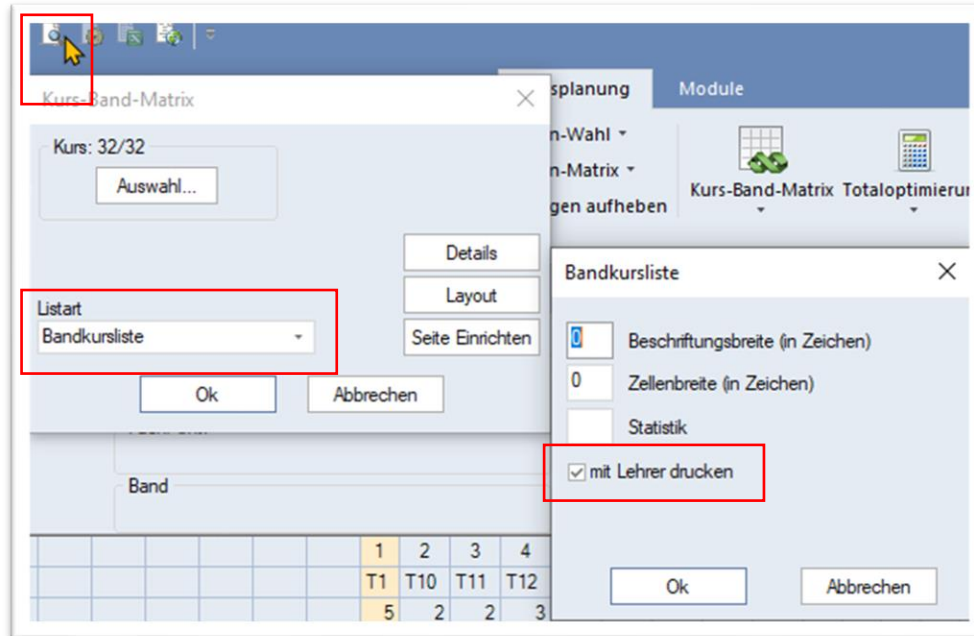 splanung
Module
Kurs-Band-Matrix
Kurs: 32/32
Auswahl...
n-Wahl
n-Matrix
gen aufheben
Kurs-Band-Matrix
Totaloptimierur
Details
Layout
Seite Einrichten
Listart
Bandkursliste
Ok
Abbrechen
Bandkursliste
0
Beschriftungsbreite (in Zeichen)
0
Zellenbreite (in Zeichen)
Statistik
mit Lehrer drucken
Ok
Abbrechen
Band
1 2 3 4
T1 T10 T11 T12
5 2 2 3